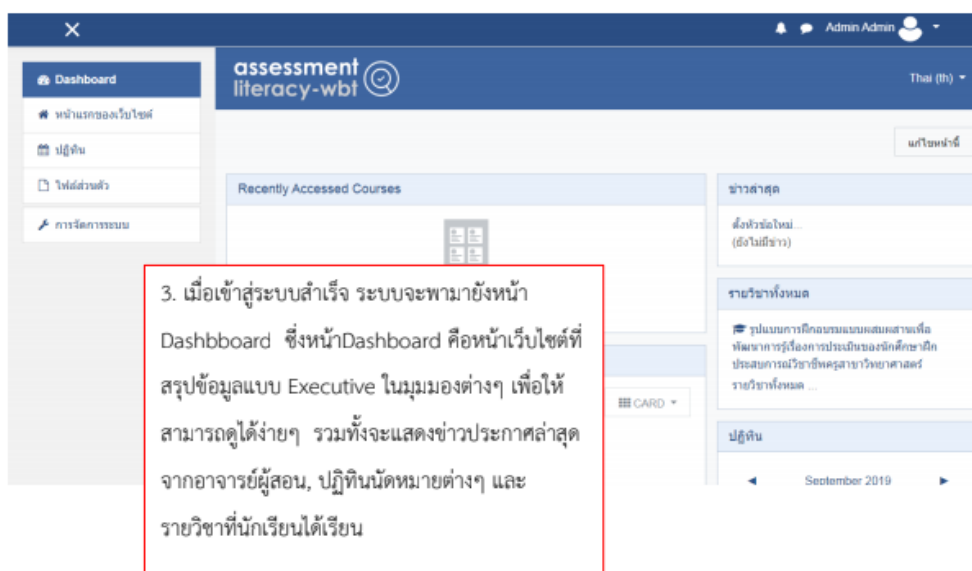 Admin Admin
Dashboard
หน้าแรกของเว็บไซต์
ปฏิทิน
ไฟล์ส่วนตัว
การจัดการระบบ
assessment
literacy-wbt
Thai (th)
แก้ไขหน้านี้
Recently Accessed Courses
ข่าวล่าสุด
ตั้งหัวข้อใหม่...
(ยังไม่มีข่าว)
รายวิชาทั้งหมด
รูปแบบการฝึกอบรมแบบผสมผสานเพื่อ
พัฒนาการรู้เรื่องการประเมินของนักศึกษาฝึก
ประสบการณ์วิชาชีพครูสาขาวิทยาศาสตร์
รายวิชาทั้งหมด ...
CARD
ปฏิทิน
September 2019
3. เมื่อเข้าสู่ระบบสำเร็จ ระบบจะพามายังหน้า
Dashbboard ซึ่งหน้าDashboard คือหน้าเว็บไซต์ที่
สรุปข้อมูลแบบ Executive ในมุมมองต่างๆ เพื่อให้
สามารถดูได้ง่ายๆ รวมทั้งจะแสดงข่าวประกาศล่าสุด
จากอาจารย์ผู้สอน, ปฏิทินนัดหมายต่างๆ และ
รายวิชาที่นักเรียนได้เรียน